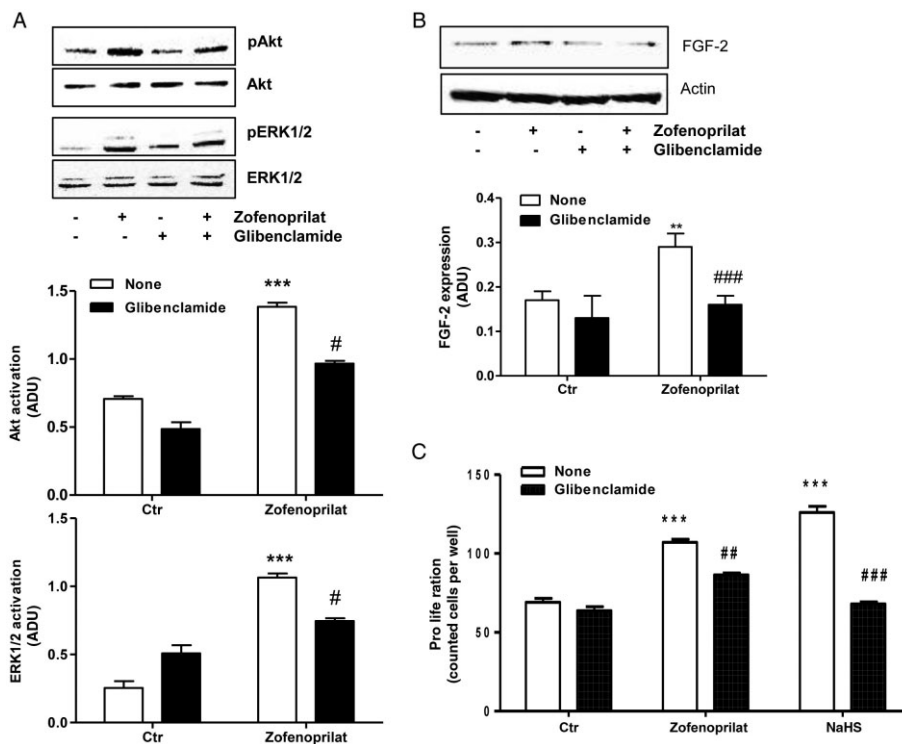 A
pAkt
Akt
pERK1/2
ERK1/2
- + - + Zofenoprilat
- - + + Glibenclamide
None
Glibenclamide
Akt activation
(ADU)
1.5
1.0
0.5
0.0
***
#
Ctr Zofenoprilat
ERK1/2 activation
(ADU)
1.5
1.0
0.5
0.0
***
#
Ctr Zofenoprilat
B
FGF-2
Actin
- + - + Zofenoprilat
- - + + Glibenclamide
None
Glibenclamide
FGF-2 expression
(ADU)
0.4
0.3
0.2
0.1
0.0
**
###
Ctr Zofenoprilat
C
None
Glibenclamide
Pro life ration
(counted cells per well)
150
100
50
0
***
##
***
###
Ctr Zofenoprilat NaHS